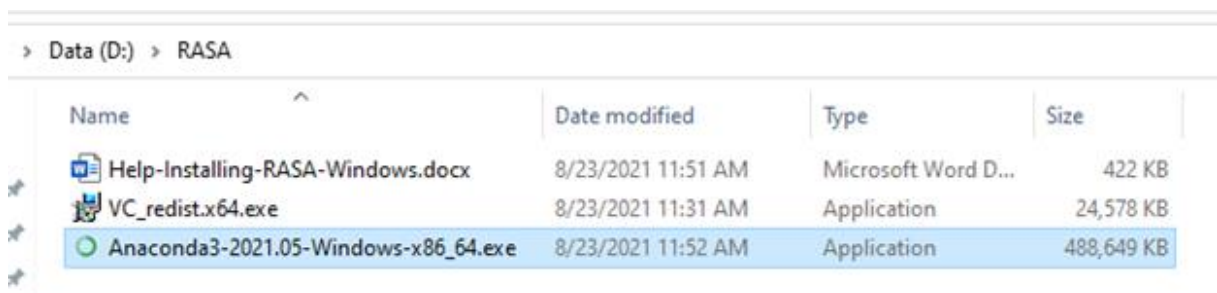 > Data (D:) > RASA
Name Date modified Type Size
Help-Installing-RASA-Windows.docx 8/23/2021 11:51 AM Microsoft Word D... 422 KB
VC_redist.x64.exe 8/23/2021 11:31 AM Application 24,578 KB
Anaconda3-2021.05-Windows-x86_64.exe 8/23/2021 11:52 AM Application 488,649 KB